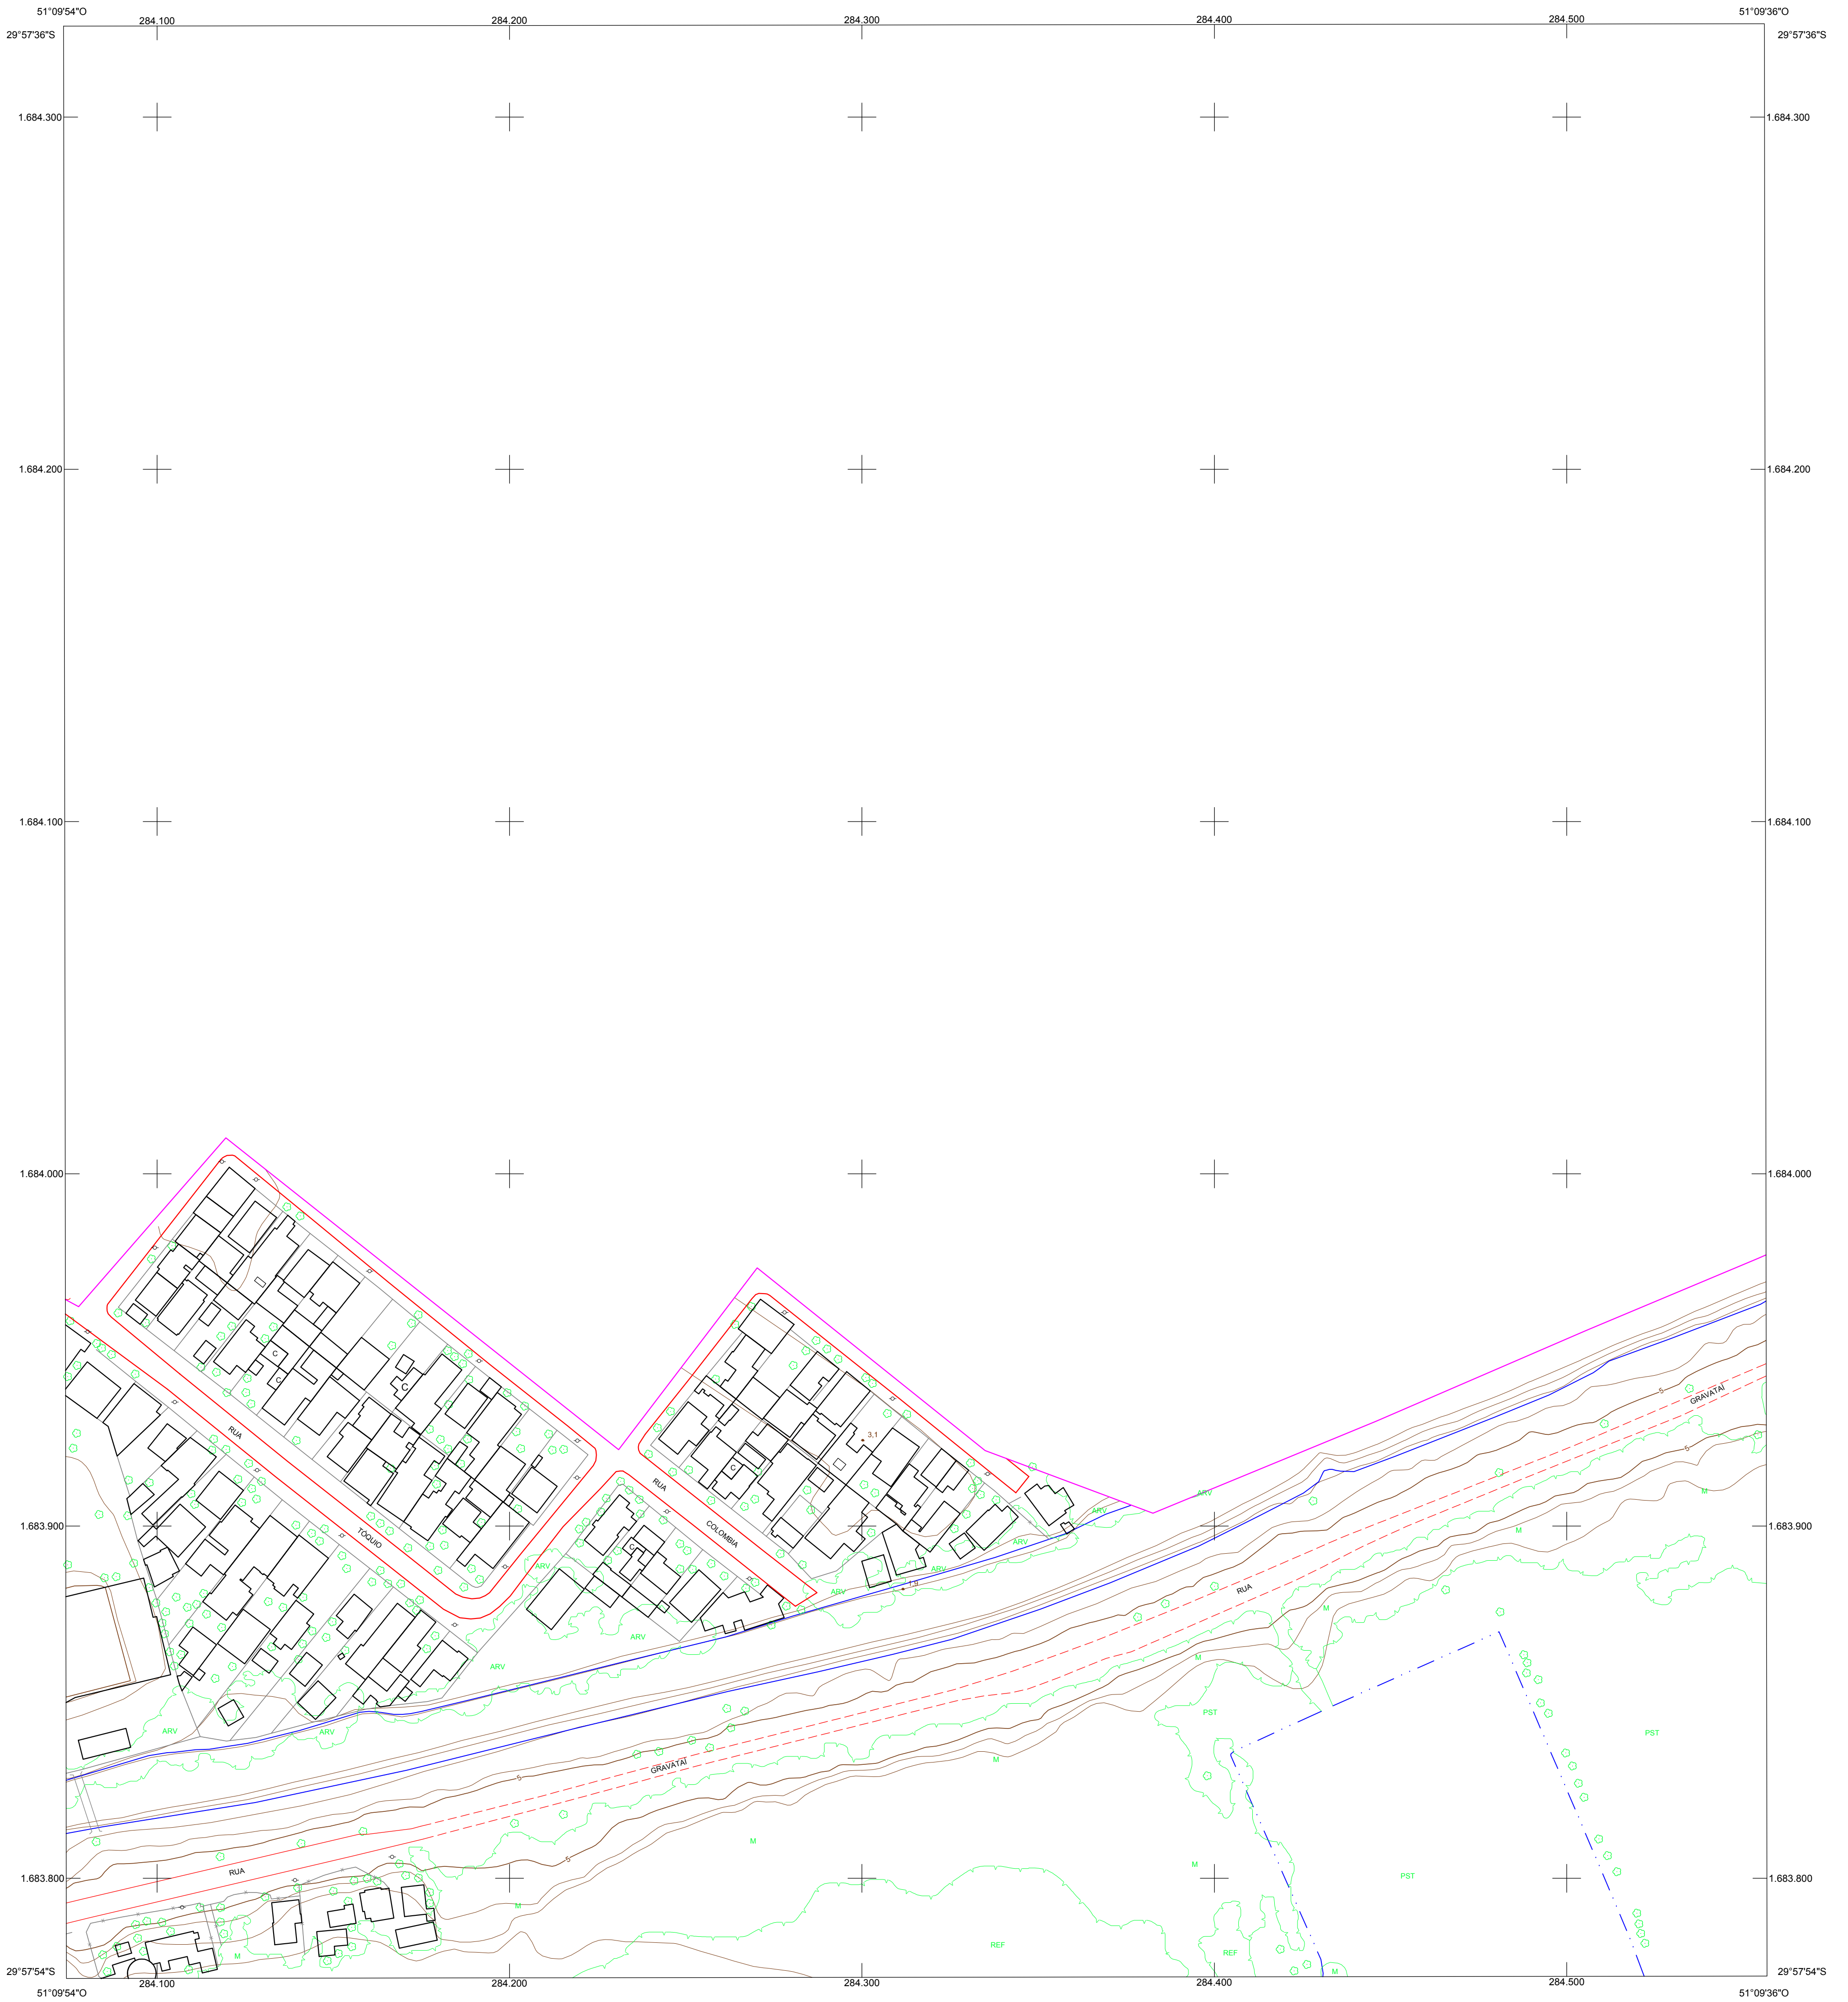 51°09'54"O
284.100
284.200
284.300
284.400
284.500
51°09'36"O
29°57'36"S
29°57'36"S
1.684.300
1.684.300
1.684.200
1.684.200
1.684.100
1.684.100
1.684.000
1.684.000
C
C
C
5
GRAVATAÍ
RUA
3,1
5
C
RUA
M
ARV
ARV
1.683.900
1.683.900
COLOMBIA
M
TOQUIO
ARV
C
ARV
ARV
1,9
ARV
RUA
M
ARV
M
ARV
PST
ARV
ARV
PST
M
GRAVATAÍ
5
M
5
M
RUA
PST
1.683.800
1.683.800
M
REF
REF
M
M
29°57'54"S
29°57'54"S
284.100
284.200
284.300
284.400
284.500
51°09'54"O
51°09'36"O